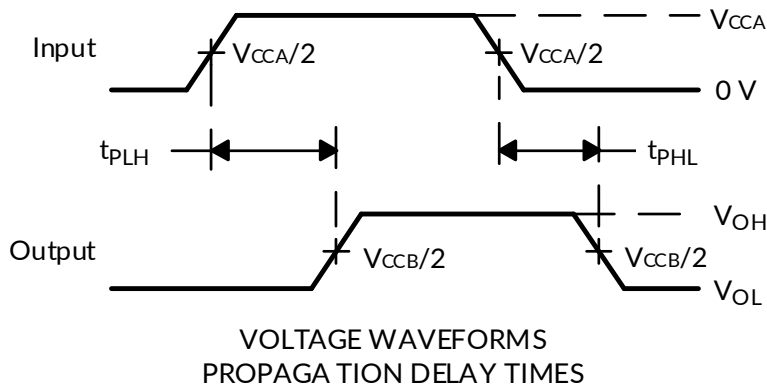 VCCA
Input
VCCA/2
VCCA/2
0 V
tPLH
tPHL
VOH
Output
VCCB/2
VCCB/2
VOL
VOLTAGE WAVEFORMS
PROPAGA TION DELAY TIMES